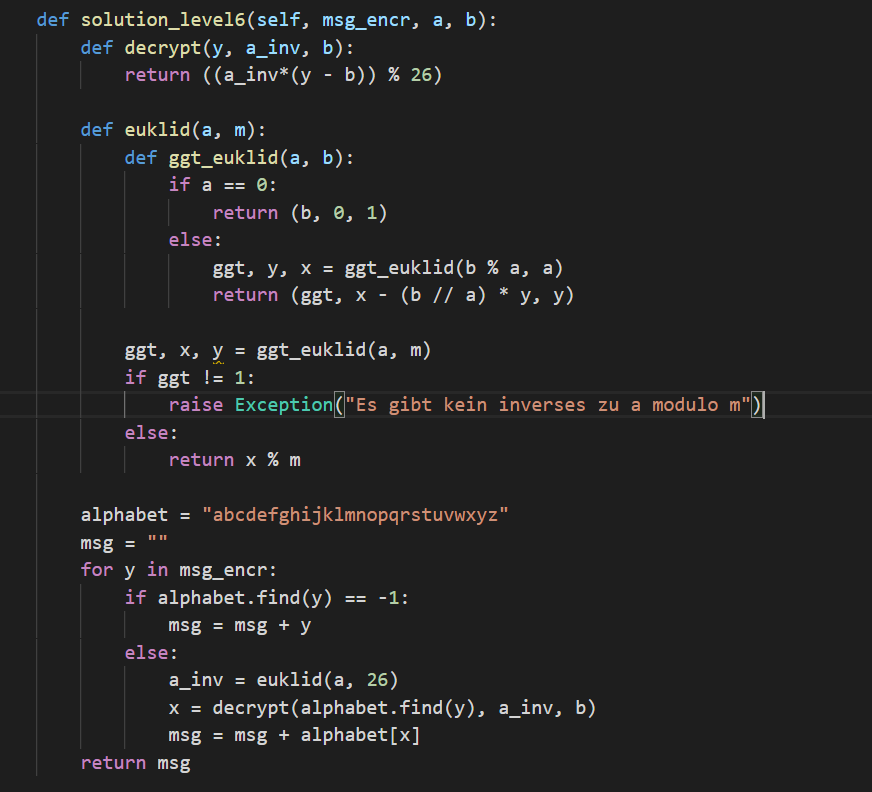 def solution_level6(self, msg_encr, a, b):
    def decrypt(y, a_inv, b):
        return ((a_inv*(y - b)) % 26)

    def euklid(a, m):
        def ggt_euklid(a, b):
            if a == 0:
                return (b, 0, 1)
            else:
                ggt, y, x = ggt_euklid(b % a, a)
                return (ggt, x - (b // a) * y, y)

        ggt, x, y = ggt_euklid(a, m)
        if ggt != 1:
            raise Exception("Es gibt kein inverses zu a modulo m")
        else:
            return x % m

    alphabet = "abcdefghijklmnopqrstuvwxyz"
    msg = ""
    for y in msg_encr:
        if alphabet.find(y) == -1:
            msg = msg + y
        else:
            a_inv = euklid(a, 26)
            x = decrypt(alphabet.find(y), a_inv, b)
            msg = msg + alphabet[x]
    return msg